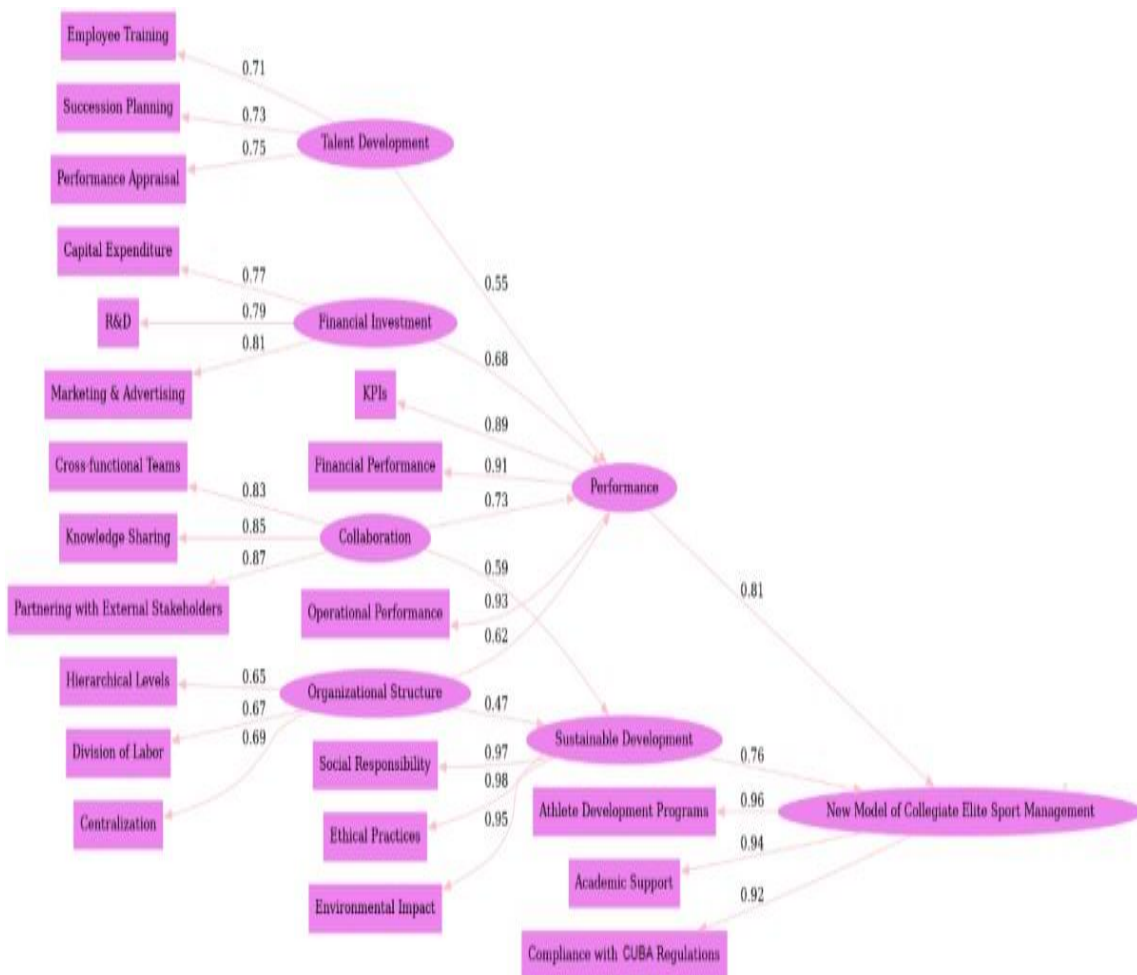 Employee Training
0.71
Succession Planning
0.73
Talent Development
0.75
Performance Appraisal
Capital Expenditure
0.77
0.55
R&D
0.79
Financial Investment
0.81
0.68
Marketing & Advertising
KPIs
0.89
Cross-functional Teams
Financial Performance
0.91
Performance
0.83
0.73
Knowledge Sharing
0.85
Collaboration
0.87
0.59
Partnering with External Stakeholders
Operational Performance
0.93
0.81
0.62
Hierarchical Levels
0.65
Organizational Structure
0.67
0.47
Division of Labor
0.69
Sustainable Development
Social Responsibility
0.97
0.76
0.98
Centralization
Athlete Development Programs
0.96
New Model of Collegiate Elite Sport Management
Ethical Practices
0.95
0.94
Academic Support
Environmental Impact
0.92
Compliance with CUBA Regulations